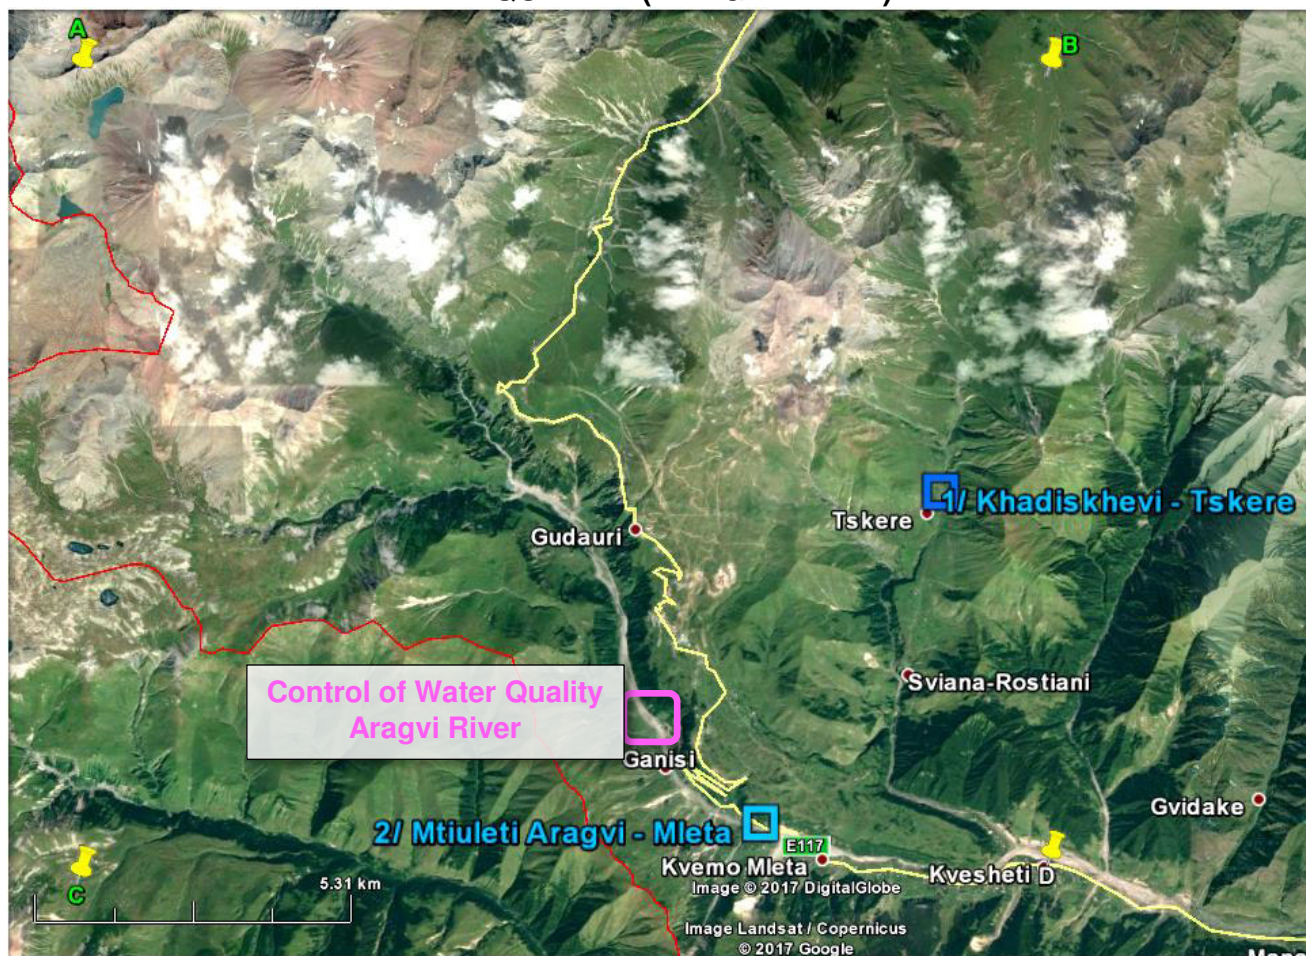 A
B
1/ Khadiskhevi - Tskere
Tskere
Gudauri
Sviana-Rostiani
Control of Water Quality
Aragvi River
Ganisi
Gvidake
2/ Mtiuleti Aragvi - Mleta
E117
Kvemo Mleta
Kvesheti D
C
5.31 km
Image © 2017 DigitalGlobe
Image Landsat / Copernicus
© 2017 Google